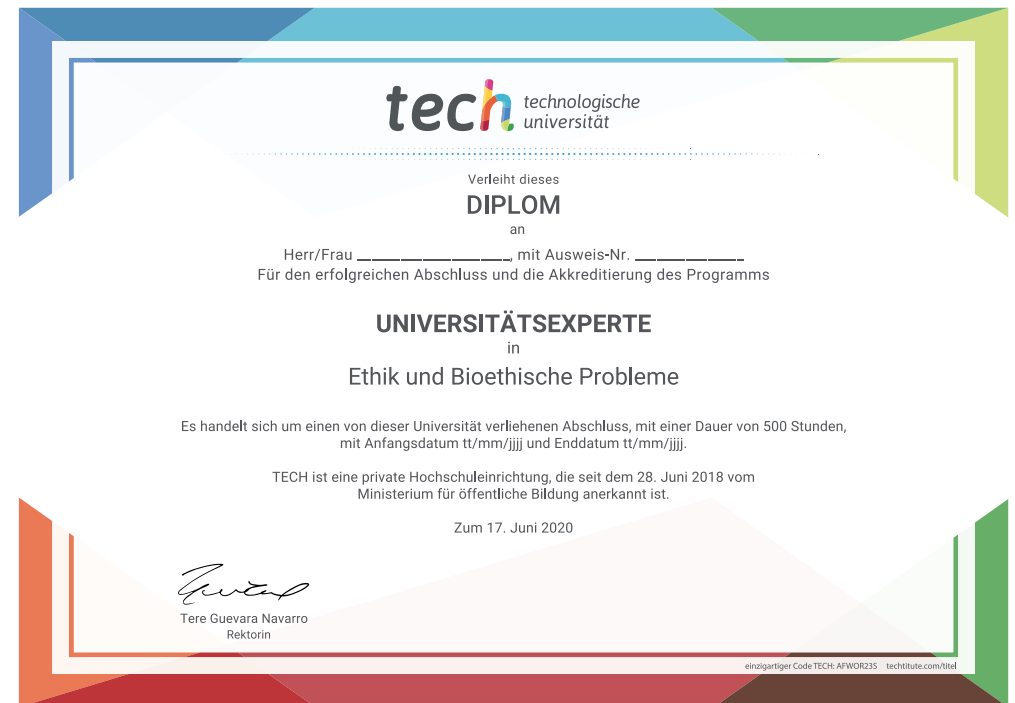 tech technologische
universität
Verleiht dieses
DIPLOM
an
Herr/Frau ____________________, mit Ausweis-Nr. ______________
Für den erfolgreichen Abschluss und die Akkreditierung des Programms
UNIVERSITÄTSEXPERTE
in
Ethik und Bioethische Probleme
Es handelt sich um einen von dieser Universität verliehenen Abschluss, mit einer Dauer von 500 Stunden,
mit Anfangsdatum tt/mm/jjjj und Enddatum tt/mm/jjjj.
TECH ist eine private Hochschuleinrichtung, die seit dem 28. Juni 2018 vom
Ministerium für öffentliche Bildung anerkannt ist.
Zum 17. Juni 2020
Tere Guevara Navarro
Rektorin
einzigartiger Code TECH: AFWOR23S techtitute.com/titel